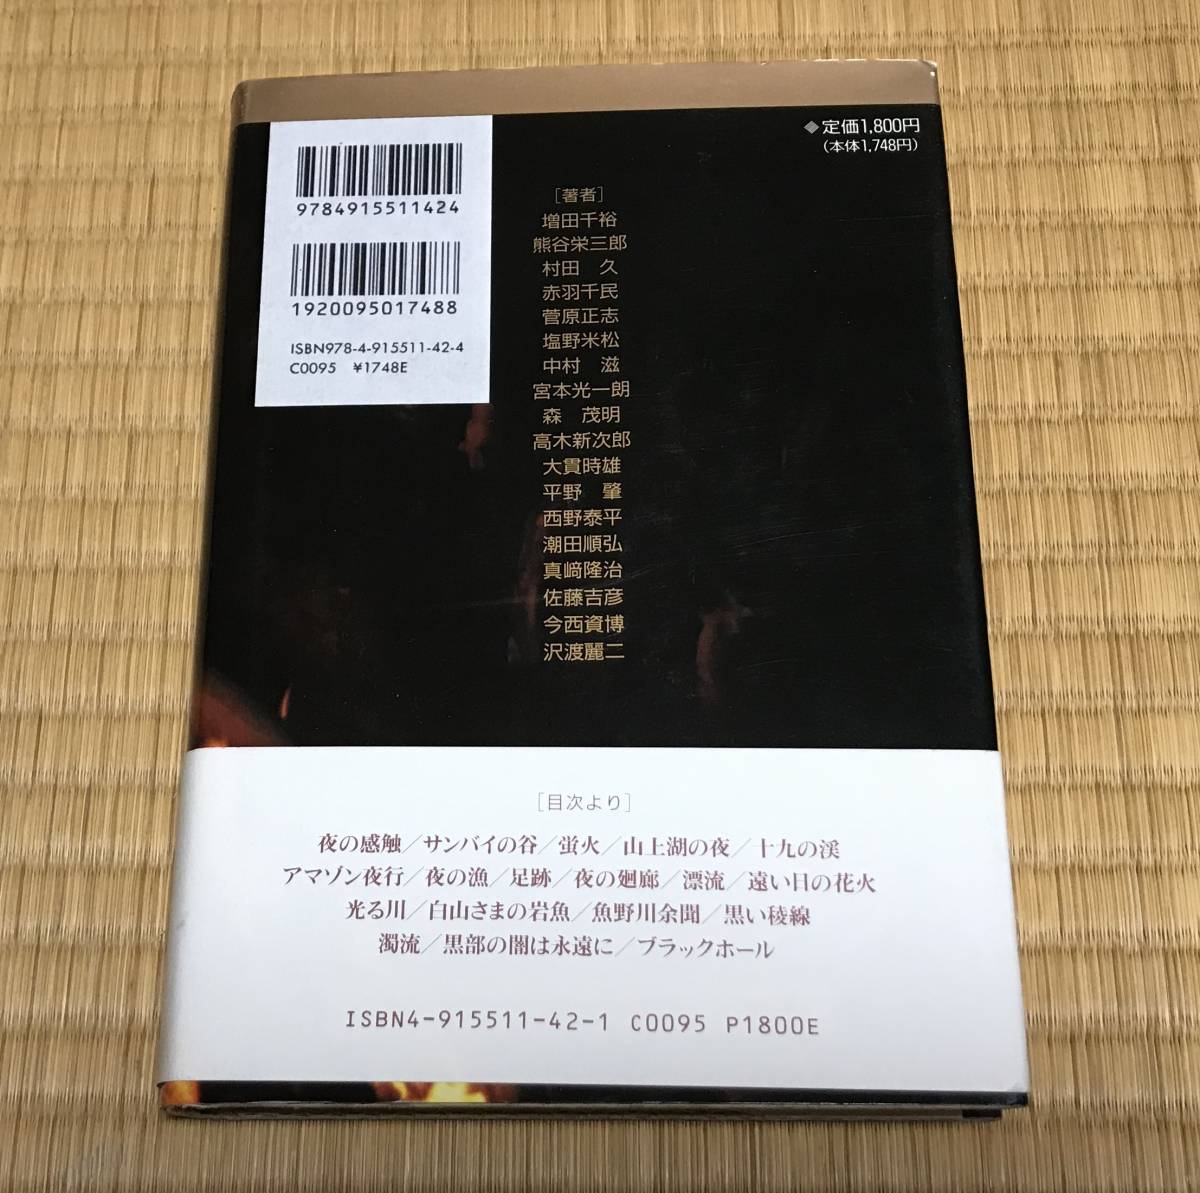 9784915511424
1920095017488
ISBN978-4-915511-42-4
C0095 ¥1748E
◆定価1,800円
（本体1,748円）
［著者］
増田千裕
熊谷栄三郎
村田　久
赤羽千民
菅原正志
塩野米松
中村　滋
宮本光一朗
森　茂明
高木新次郎
大貫時雄
平野　肇
西野泰平
潮田順弘
真﨑隆治
佐藤吉彦
今西資博
沢渡麗二
［目次より］
夜の感触／サンバイの谷／蛍火／山上湖の夜／十九の渓
アマゾン夜行／夜の漁／足跡／夜の廻廊／漂流／遠い日の花火
光る川／白山さまの岩魚／魚野川余聞／黒い稜線
濁流／黒部の闇は永遠に／ブラックホール
ISBN4-915511-42-1 C0095 P1800E